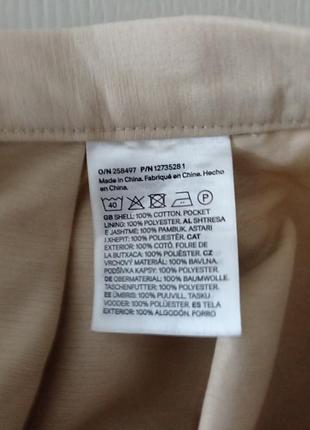 O/N 258497 P/N 1273528 1
Made in China. Fabriqué en Chine. Hecho
en China.
40 P
GB SHELL: 100% COTTON. POCKET
LINING: 100% POLYESTER. AL SHTRESA
E JASHTME: 100% PAMBUK. ASTARI
I XHEPIT: 100% POLIESTËR. CAT
EXTERIOR: 100% COTÓ. FOLRE DE
LA BUTXACA: 100% POLIÈSTER. CZ
VRCHOVÝ MATERIÁL: 100% BAVLNA.
PODŠÍVKA KAPSY: 100% POLYESTER.
DE OBERMATERIAL: 100% BAUMWOLLE.
TASCHENFUTTER: 100% POLYESTER.
EE ÜMBRIS: 100% PUUVILL. TASKU
VOODER: 100% POLÜESTER. ES TELA
EXTERIOR: 100% ALGODÓN. FORRO